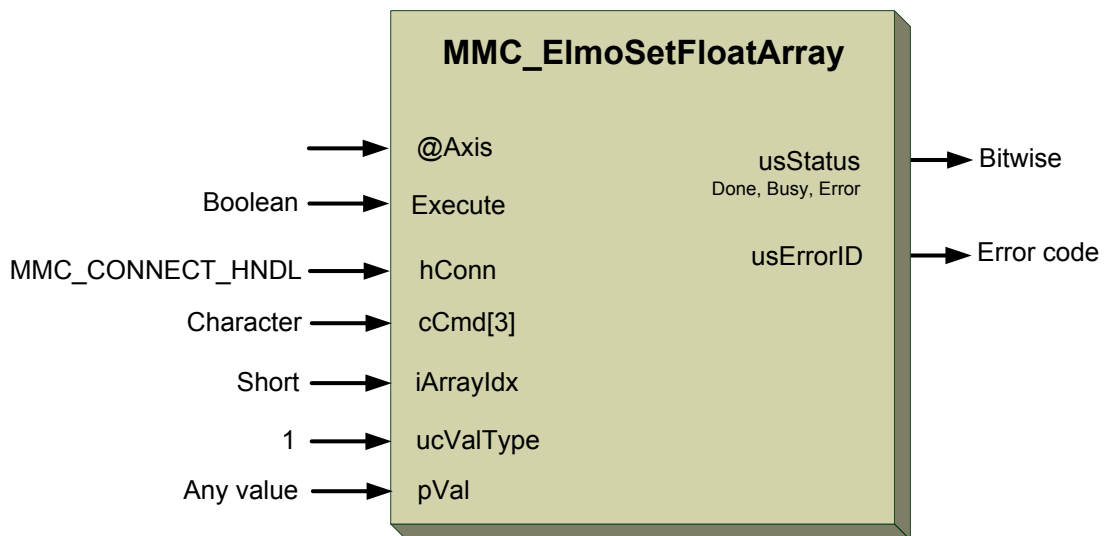 MMC_ElmoSetFloatArray
@Axis
usStatus
Bitwise
Done, Busy, Error
Boolean
Execute
usErrorID
Error code
MMC_CONNECT_HNDL
hConn
Character
cCmd[3]
Short
iArrayIdx
1
ucValType
Any value
pVal